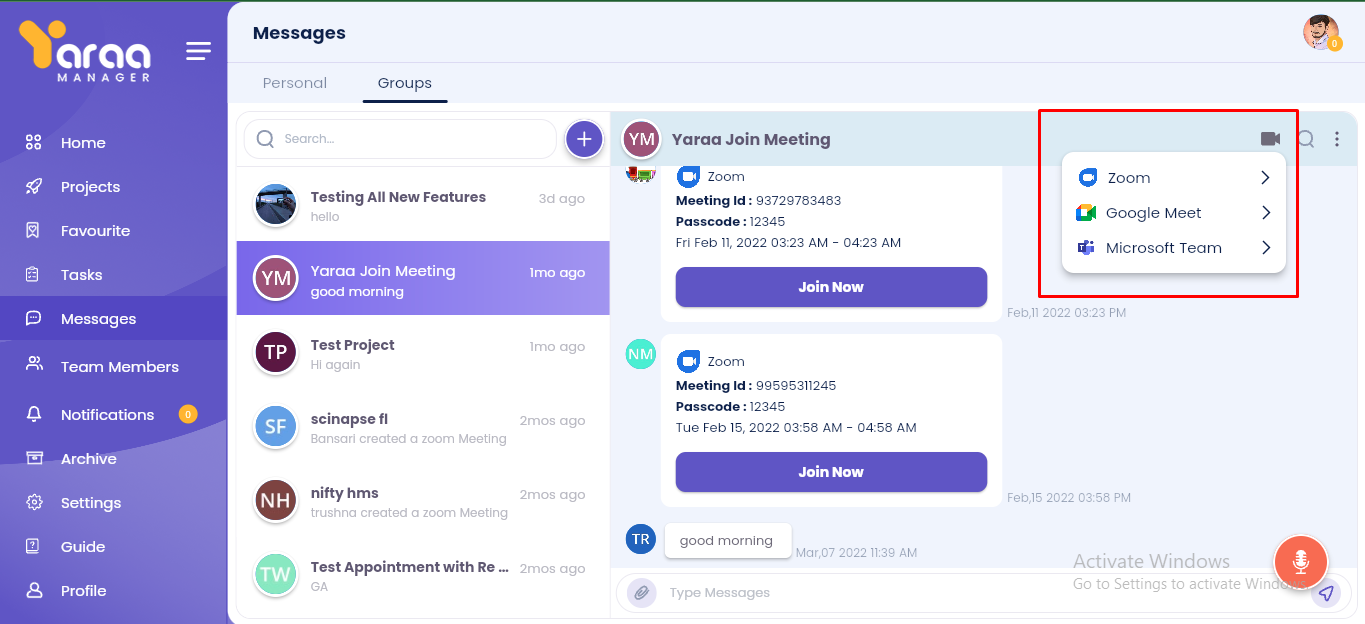 Yaraa
MANAGER
Home
Projects
Favourite
Tasks
Messages
Team Members
Notifications 0
Archive
Settings
Guide
Profile
Messages
0
Personal Groups
Search...
+
Testing All New Features 3d ago
hello
YM Yaraa Join Meeting 1mo ago
good morning
TP Test Project 1mo ago
Hi again
SF scinapse fl 2mos ago
Bansari created a zoom Meeting
NH nifty hms 2mos ago
trushna created a zoom Meeting
TW Test Appointment with Re ... 2mos ago
GA
YM Yaraa Join Meeting
Zoom
Meeting Id : 93729783483
Passcode : 12345
Fri Feb 11, 2022 03:23 AM - 04:23 AM
Join Now
Feb,11 2022 03:23 PM
NM
Zoom
Meeting Id : 99595311245
Passcode : 12345
Tue Feb 15, 2022 03:58 AM - 04:58 AM
Join Now
Feb,15 2022 03:58 PM
TR good morning
Mar,07 2022 11:39 AM
Type Messages
Zoom
Google Meet
Microsoft Team
Activate Windows
Go to Settings to activate Windows.